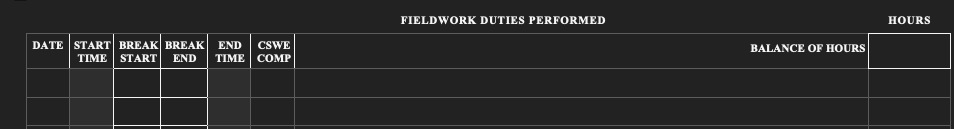 FIELDWORK DUTIES PERFORMED HOURS
DATE START TIME BREAK START BREAK END END TIME CSWE COMP BALANCE OF HOURS